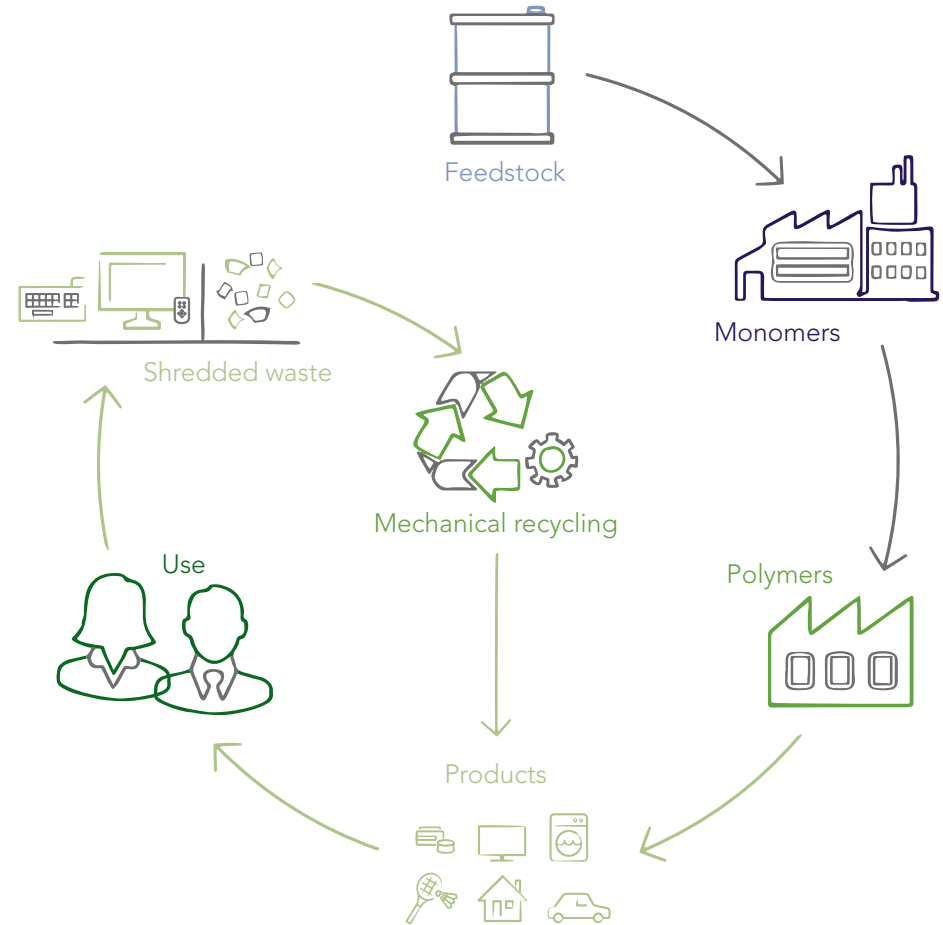 Feedstock
Monomers
Shredded waste
Mechanical recycling
Use
Polymers
Products